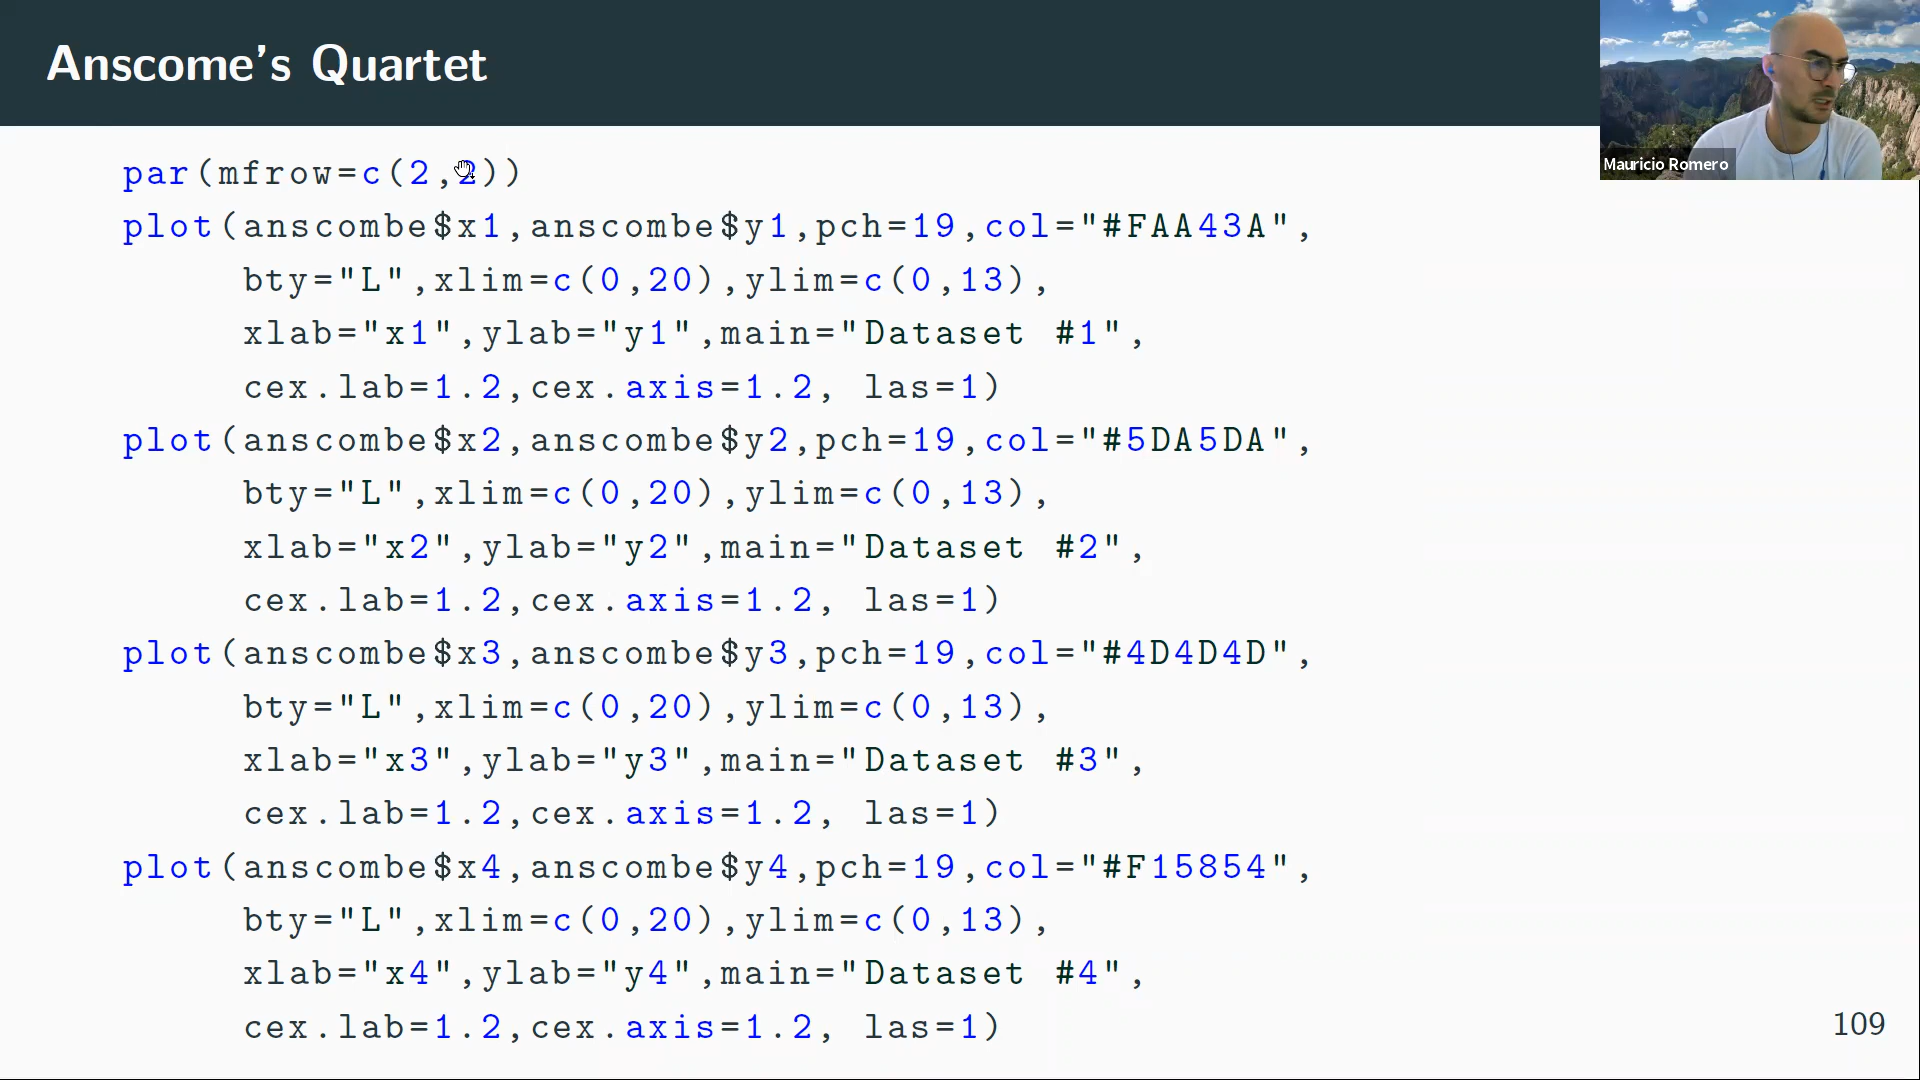 Anscome's Quartet
Mauricio Romero
par(mfrow=c(2,2))
plot(anscombe$x1,anscombe$y1,pch=19,col="#FAA43A",
bty="L",xlim=c(0,20),ylim=c(0,13),
xlab="x1",ylab="y1",main="Dataset #1",
cex.lab=1.2,cex.axis=1.2, las=1)
plot(anscombe$x2,anscombe$y2,pch=19,col="#5DA5DA",
bty="L",xlim=c(0,20),ylim=c(0,13),
xlab="x2",ylab="y2",main="Dataset #2",
cex.lab=1.2,cex.axis=1.2, las=1)
plot(anscombe$x3,anscombe$y3,pch=19,col="#4D4D4D",
bty="L",xlim=c(0,20),ylim=c(0,13),
xlab="x3",ylab="y3",main="Dataset #3",
cex.lab=1.2,cex.axis=1.2, las=1)
plot(anscombe$x4,anscombe$y4,pch=19,col="#F15854",
bty="L",xlim=c(0,20),ylim=c(0,13),
xlab="x4",ylab="y4",main="Dataset #4",
cex.lab=1.2,cex.axis=1.2, las=1)
109